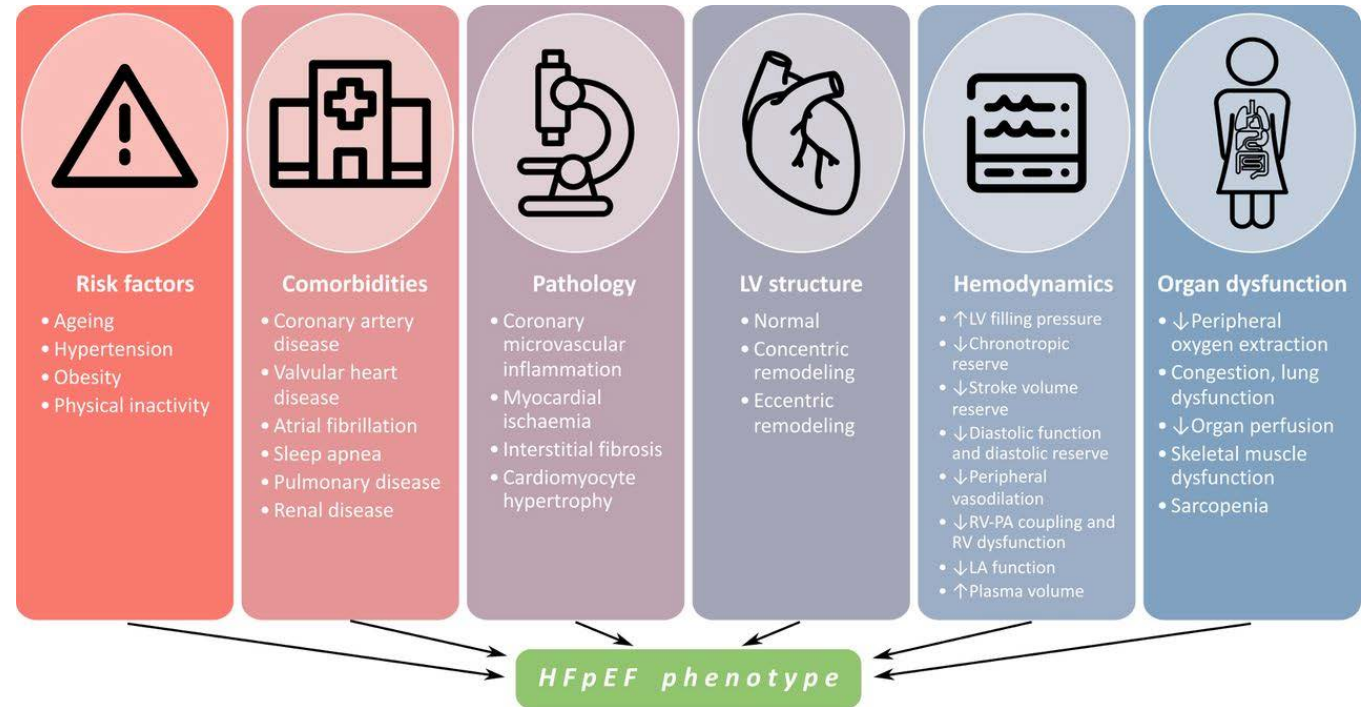 Risk factors
• Ageing
• Hypertension
• Obesity
• Physical inactivity
Comorbidities
• Coronary artery
disease
• Valvular heart
disease
• Atrial fibrillation
• Sleep apnea
• Pulmonary disease
• Renal disease
Pathology
• Coronary
microvascular
inflammation
• Myocardial
ischaemia
• Interstitial fibrosis
• Cardiomyocyte
hypertrophy
LV structure
• Normal
• Concentric
remodeling
• Eccentric
remodeling
Hemodynamics
• ↑LV filling pressure
• ↓Chronotropic
reserve
• ↓Stroke volume
reserve
• ↓Diastolic function
and diastolic reserve
• ↓Peripheral
vasodilation
• ↓RV-PA coupling and
RV dysfunction
• ↓LA function
• ↑Plasma volume
Organ dysfunction
• ↓Peripheral
oxygen extraction
• Congestion, lung
dysfunction
• ↓Organ perfusion
• Skeletal muscle
dysfunction
• Sarcopenia
HFpEF phenotype